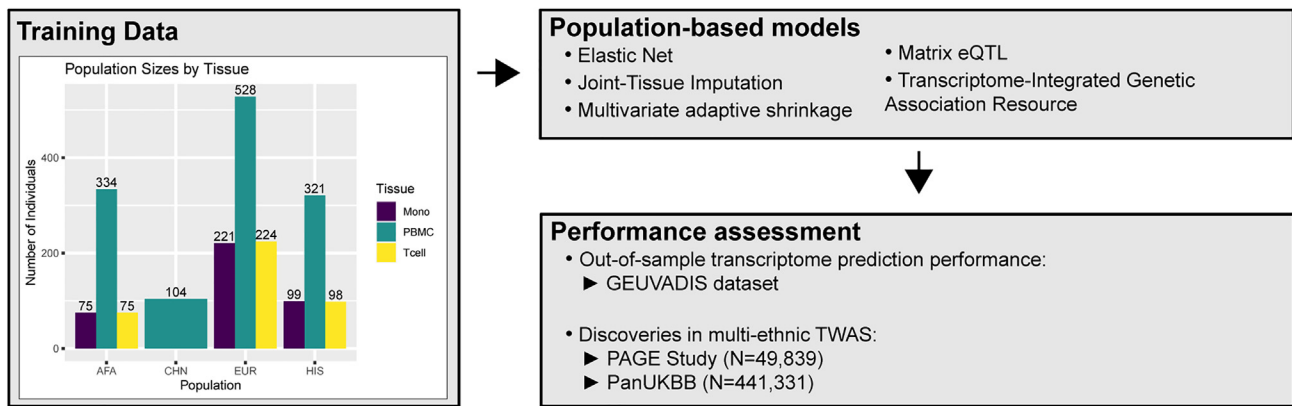 Training Data
Population Sizes by Tissue
528
334
321
221
224
104
99
98
75
75
400
200
0
Number of Individuals
AFA
CHN
EUR
HIS
Population
Tissue
Mono
PBMC
Tcell
Population-based models
• Elastic Net
• Joint-Tissue Imputation
• Multivariate adaptive shrinkage
• Matrix eQTL
• Transcriptome-Integrated Genetic
Association Resource
Performance assessment
• Out-of-sample transcriptome prediction performance:
► GEUVADIS dataset
• Discoveries in multi-ethnic TWAS:
► PAGE Study (N=49,839)
► PanUKBB (N=441,331)